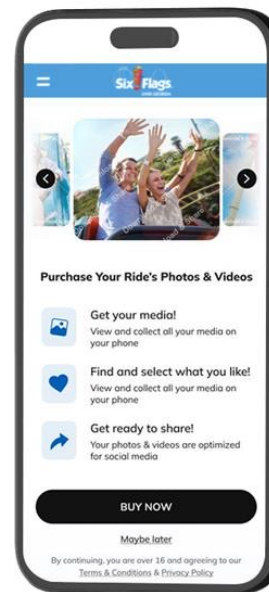 Six Flags
Purchase Your Ride's Photos & Videos
Get your media!
View and collect all your media on
your phone
Find and select what you like!
View and collect all your media on
your phone
Get ready to share!
Your photos & videos are optimized
for social media
BUY NOW
Maybe later
By continuing, you are over 16 and agreeing to our
Terms & Conditions & Privacy Policy